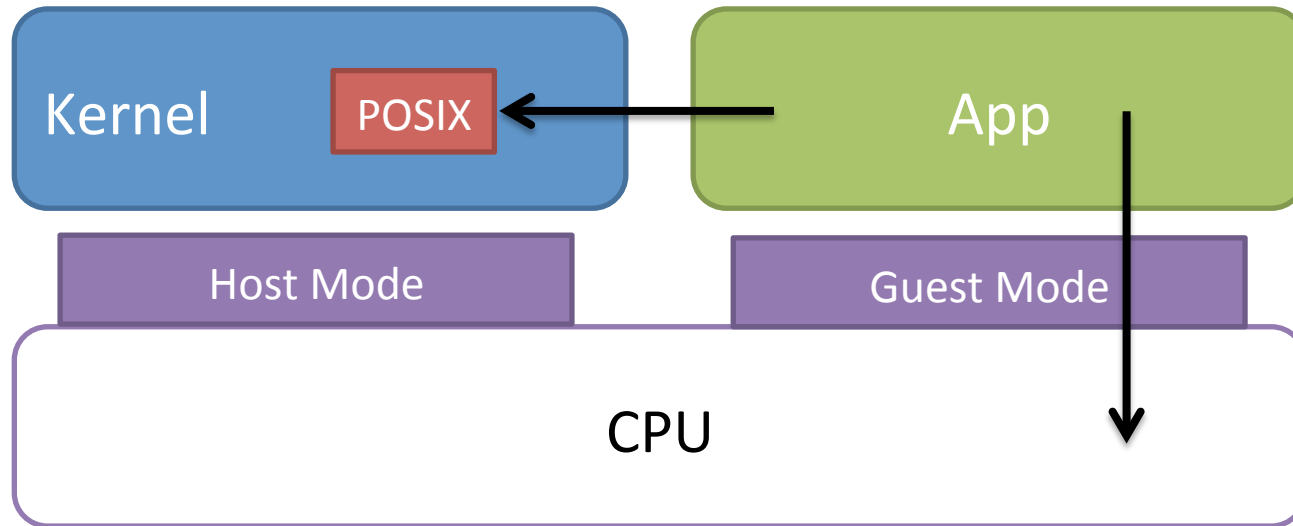 Kernel
POSIX
App
Host Mode
Guest Mode
CPU